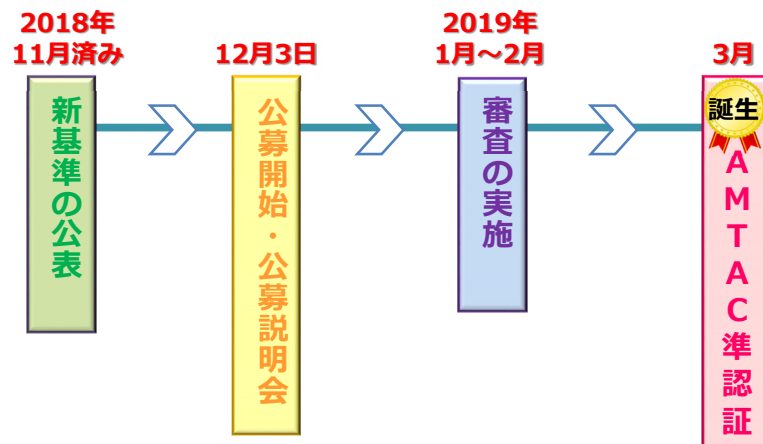 2018年
11月済み
新基準の公表
12月3日
公募開始・公募説明会
2019年
1月～2月
審査の実施
3月
誕生
AMTAC準認証